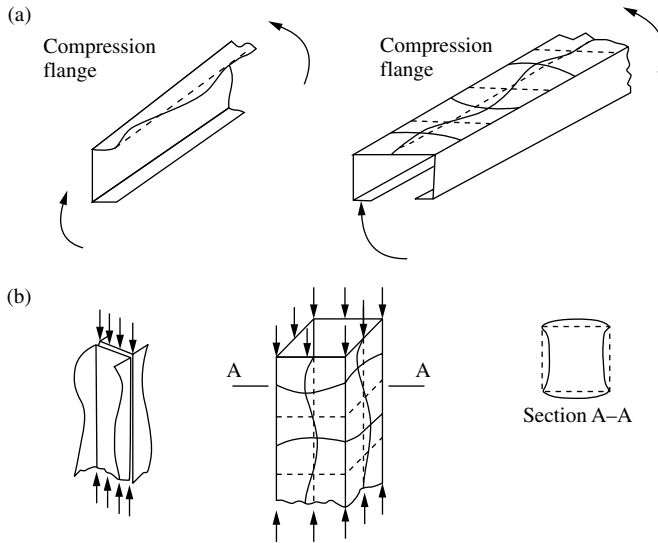 (a)
Compression
flange
Compression
flange
(b)
A
A
Section A–A